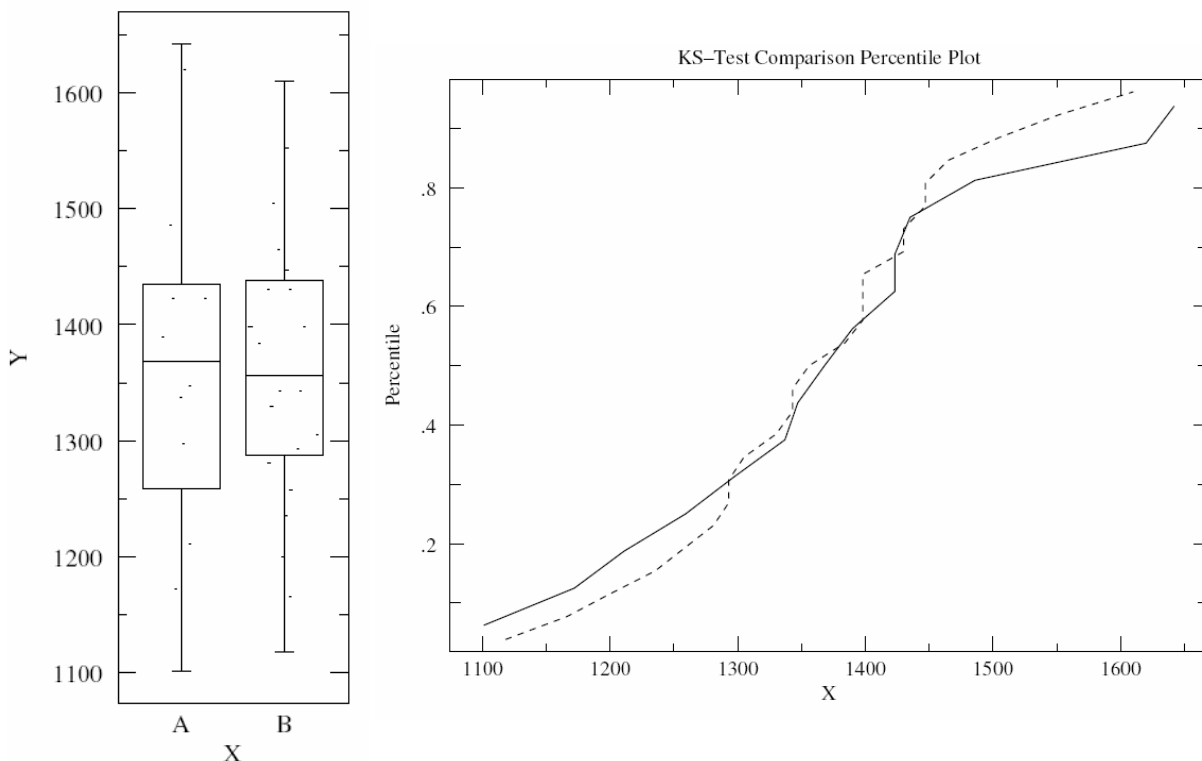 1600
1500
1400
1300
1200
1100
Y
A B
X
KS–Test Comparison Percentile Plot
.8
.6
.4
.2
Percentile
1100 1200 1300 1400 1500 1600
X